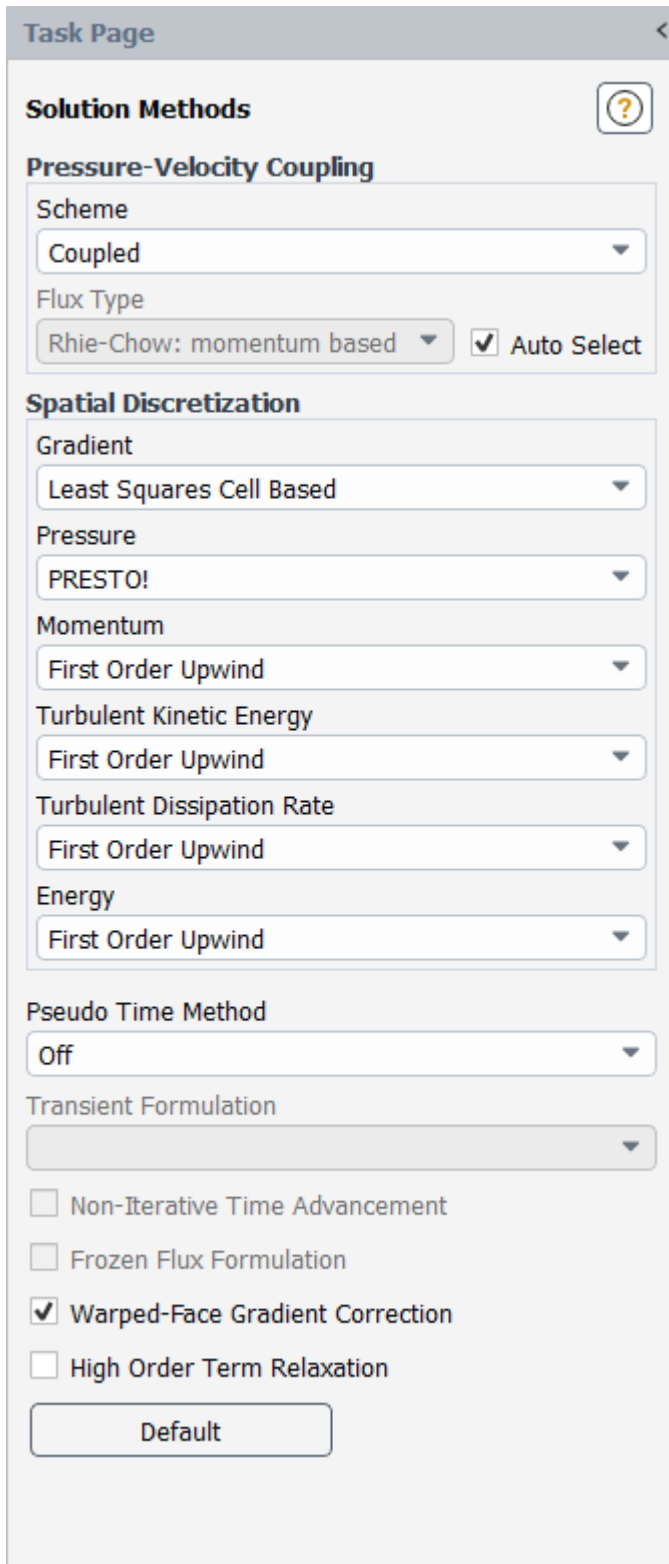 Task Page
Solution Methods
Pressure-Velocity Coupling
Scheme
Coupled
Flux Type
Rhie-Chow: momentum based Auto Select
Spatial Discretization
Gradient
Least Squares Cell Based
Pressure
PRESTO!
Momentum
First Order Upwind
Turbulent Kinetic Energy
First Order Upwind
Turbulent Dissipation Rate
First Order Upwind
Energy
First Order Upwind
Pseudo Time Method
Off
Transient Formulation
Non-Iterative Time Advancement
Frozen Flux Formulation
Warped-Face Gradient Correction
High Order Term Relaxation
Default